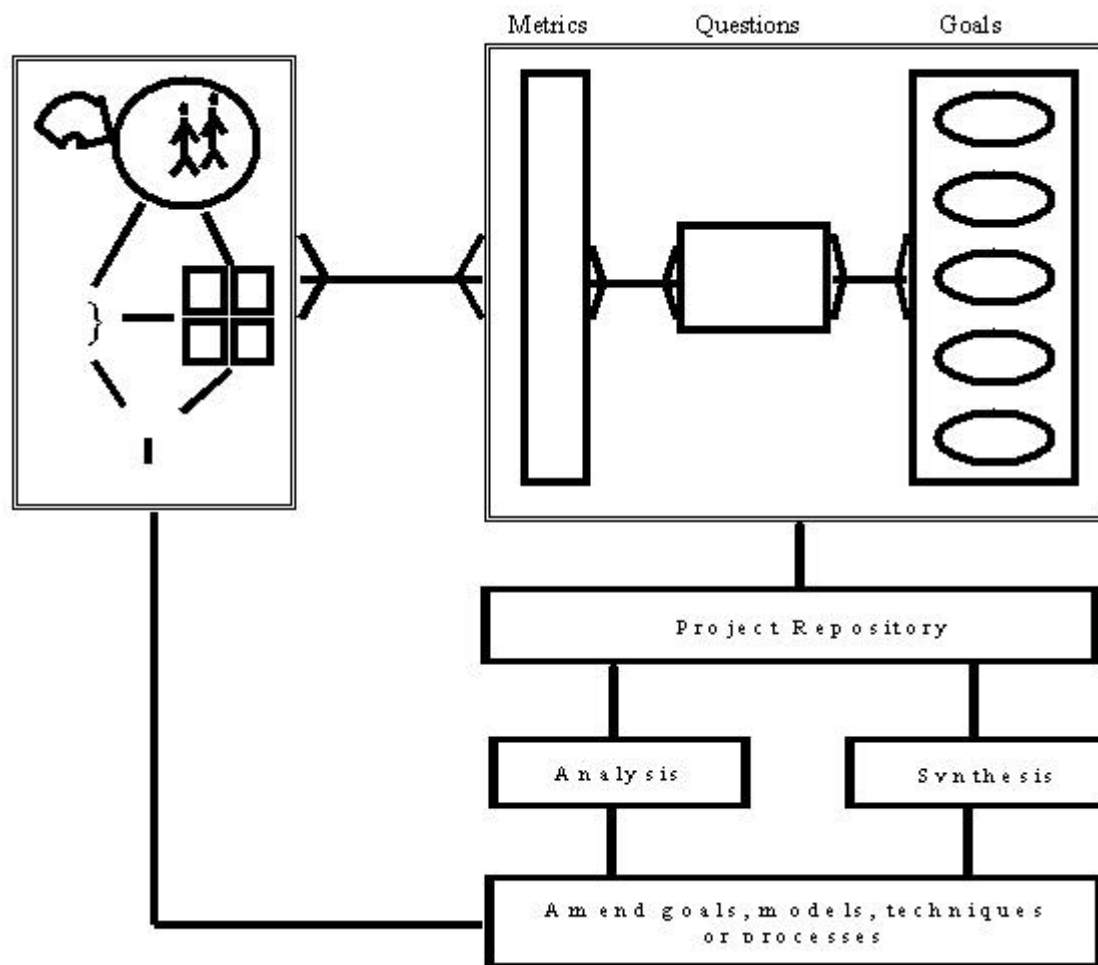 Metrics Questions Goals
}
Project Repository
Analysis
Synthesis
Amend goals, models, techniques
or processes